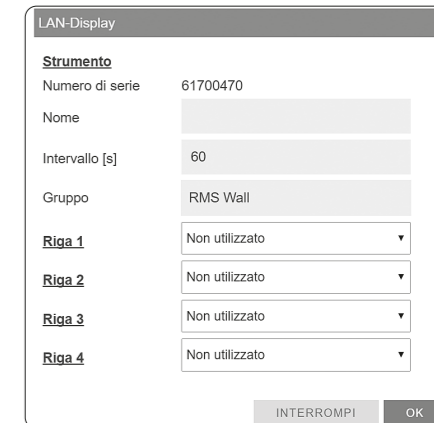 LAN-Display
Strumento
Numero di serie 61700470
Nome
Intervallo [s] 60
Gruppo RMS Wall
Riga 1 Non utilizzato
Riga 2 Non utilizzato
Riga 3 Non utilizzato
Riga 4 Non utilizzato
INTERROMPI OK